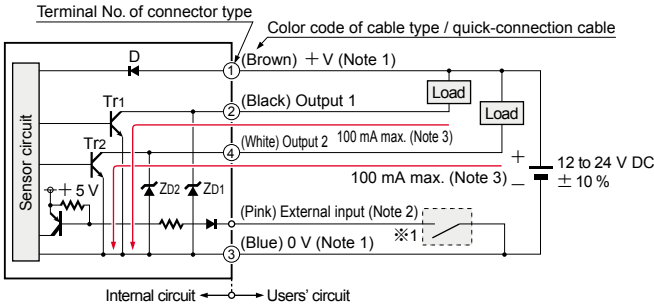 Terminal No. of connector type
Color code of cable type / quick-connection cable
D
1
(Brown) +V (Note 1)
Tr1
2
(Black) Output 1
Load
Load
Tr2
4
(White) Output 2
100 mA max. (Note 3)
100 mA max. (Note 3)
Sensor circuit
+ 5 V
ZD2
ZD1
+
−
12 to 24 V DC
± 10 %
(Pink) External input (Note 2)
※1
3
(Blue) 0 V (Note 1)
Internal circuit
Users' circuit